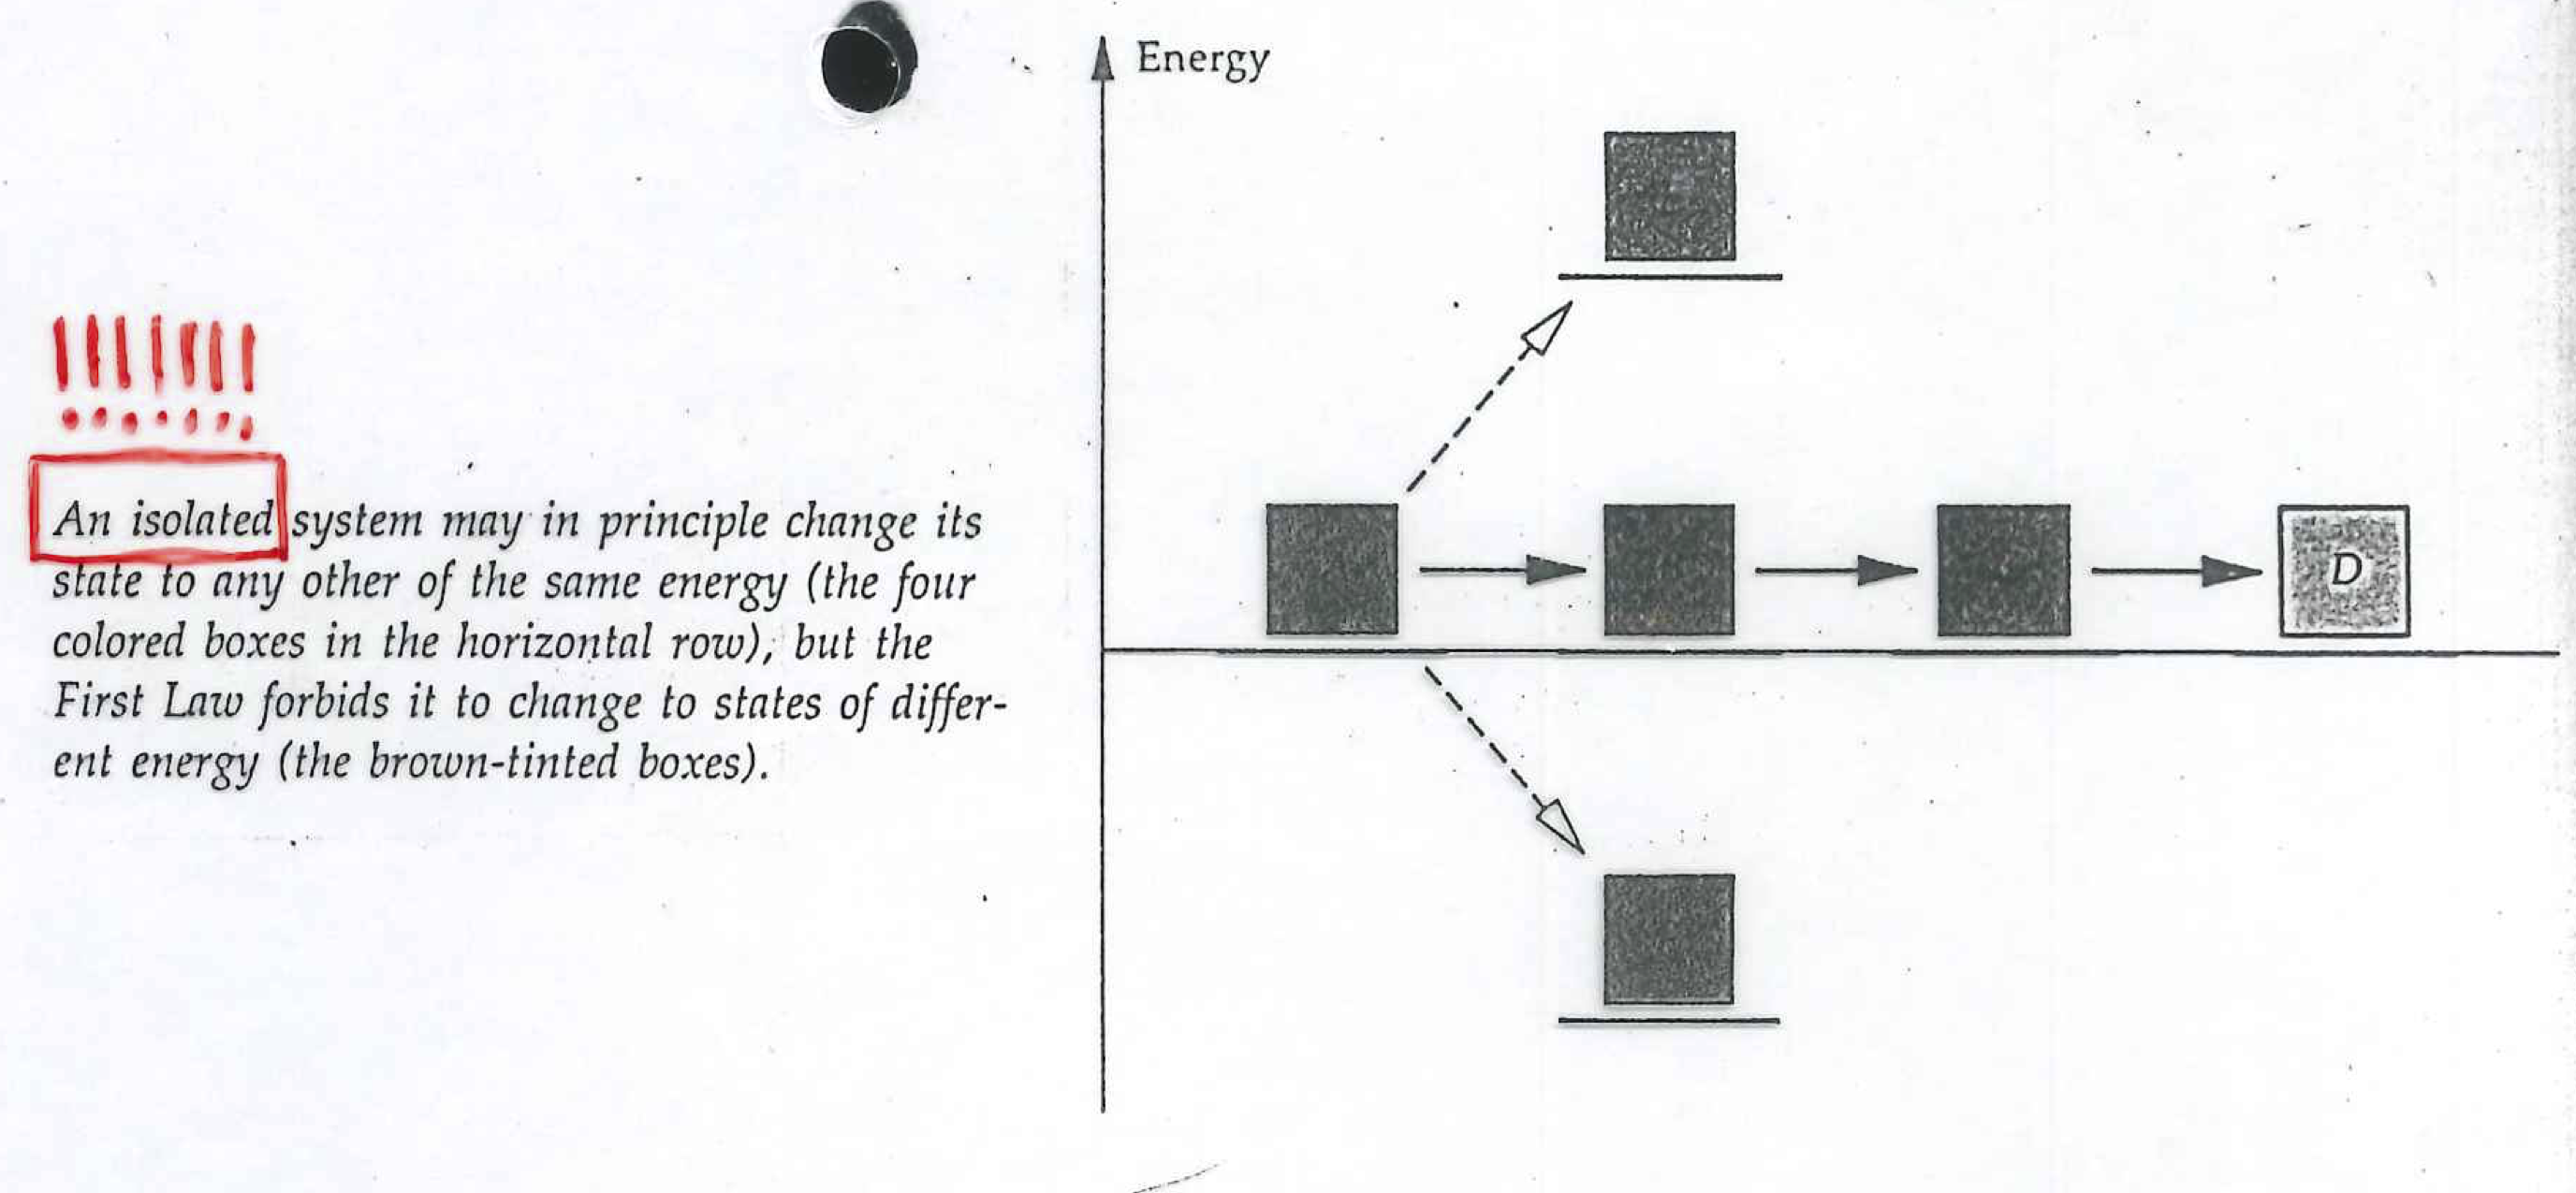 Energy
!!!!!!!
An isolated system may in principle change its
state to any other of the same energy (the four
colored boxes in the horizontal row), but the
First Law forbids it to change to states of differ-
ent energy (the brown-tinted boxes).
D